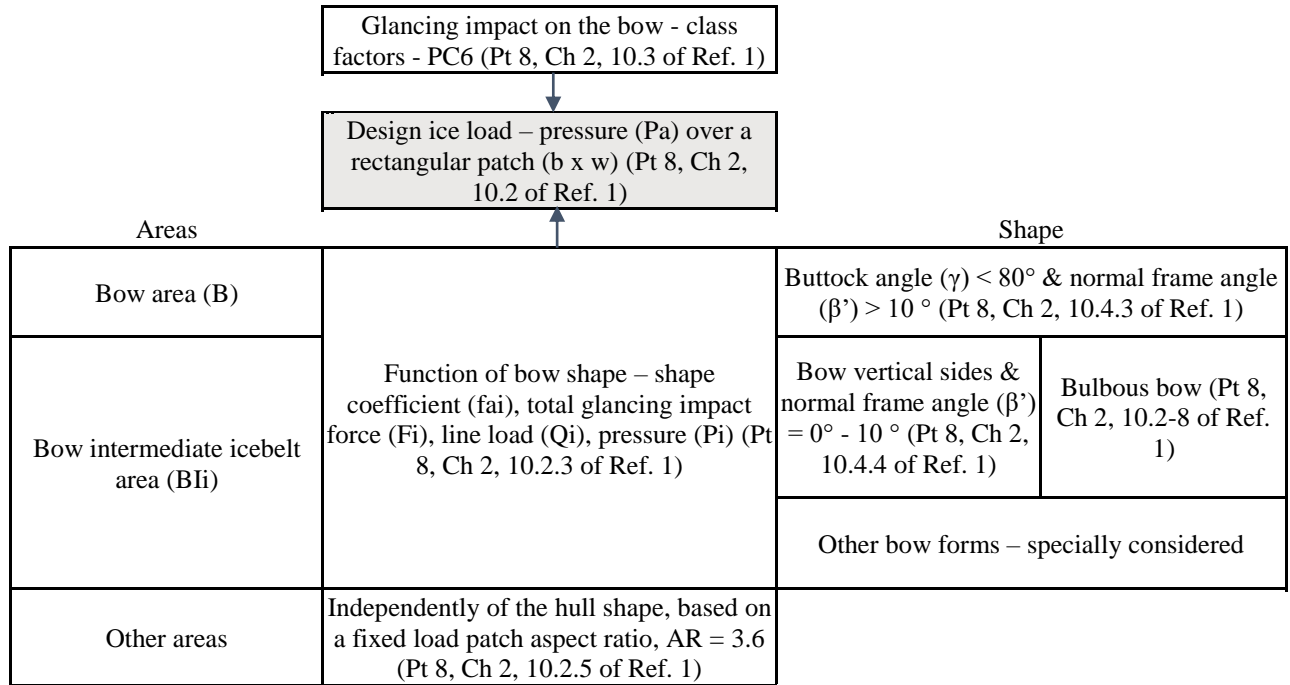 Glancing impact on the bow - class
factors - PC6 (Pt 8, Ch 2, 10.3 of Ref. 1)
Design ice load – pressure (Pa) over a
rectangular patch (b x w) (Pt 8, Ch 2,
10.2 of Ref. 1)
Areas
Shape
Bow area (B)
Buttock angle (γ) < 80° & normal frame angle
(β’) > 10 ° (Pt 8, Ch 2, 10.4.3 of Ref. 1)
Bow intermediate icebelt
area (BIi)
Function of bow shape – shape
coefficient (fai), total glancing impact
force (Fi), line load (Qi), pressure (Pi) (Pt
8, Ch 2, 10.2.3 of Ref. 1)
Bow vertical sides &
normal frame angle (β’)
= 0° - 10 ° (Pt 8, Ch 2,
10.4.4 of Ref. 1)
Bulbous bow (Pt 8,
Ch 2, 10.2-8 of Ref.
1)
Other bow forms – specially considered
Other areas
Independently of the hull shape, based on
a fixed load patch aspect ratio, AR = 3.6
(Pt 8, Ch 2, 10.2.5 of Ref. 1)